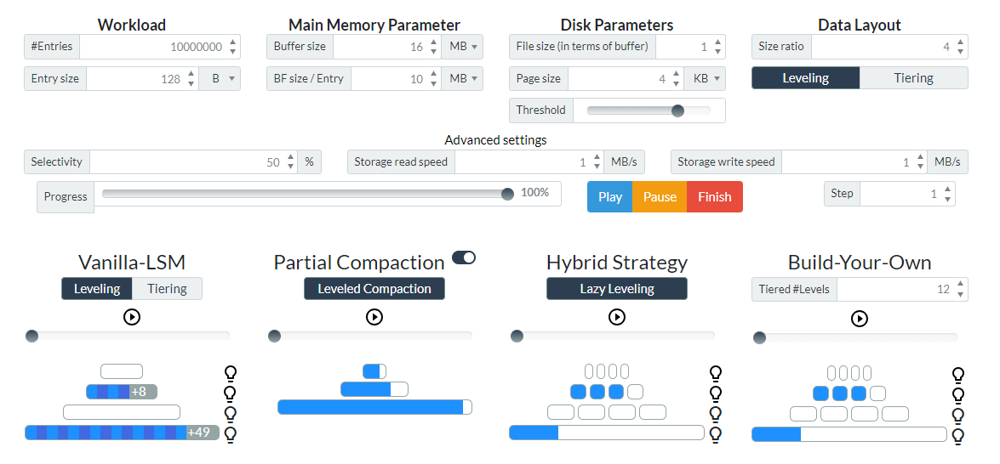 Workload Main Memory Parameter Disk Parameters Data Layout
#Entries 10000000 Buffer size 16 MB File size (in terms of buffer) 1 Size ratio 4
Entry size 128 B BF size / Entry 10 MB Page size 4 KB Leveling Tiering
Threshold
Advanced settings
Selectivity 50 % Storage read speed 1 MB/s Storage write speed 1 MB/s
Progress 100% Play Pause Finish Step 1
Vanilla-LSM Partial Compaction Hybrid Strategy Build-Your-Own
Leveling Tiering Leveled Compaction Lazy Leveling Tiered #Levels 12
+8
+49